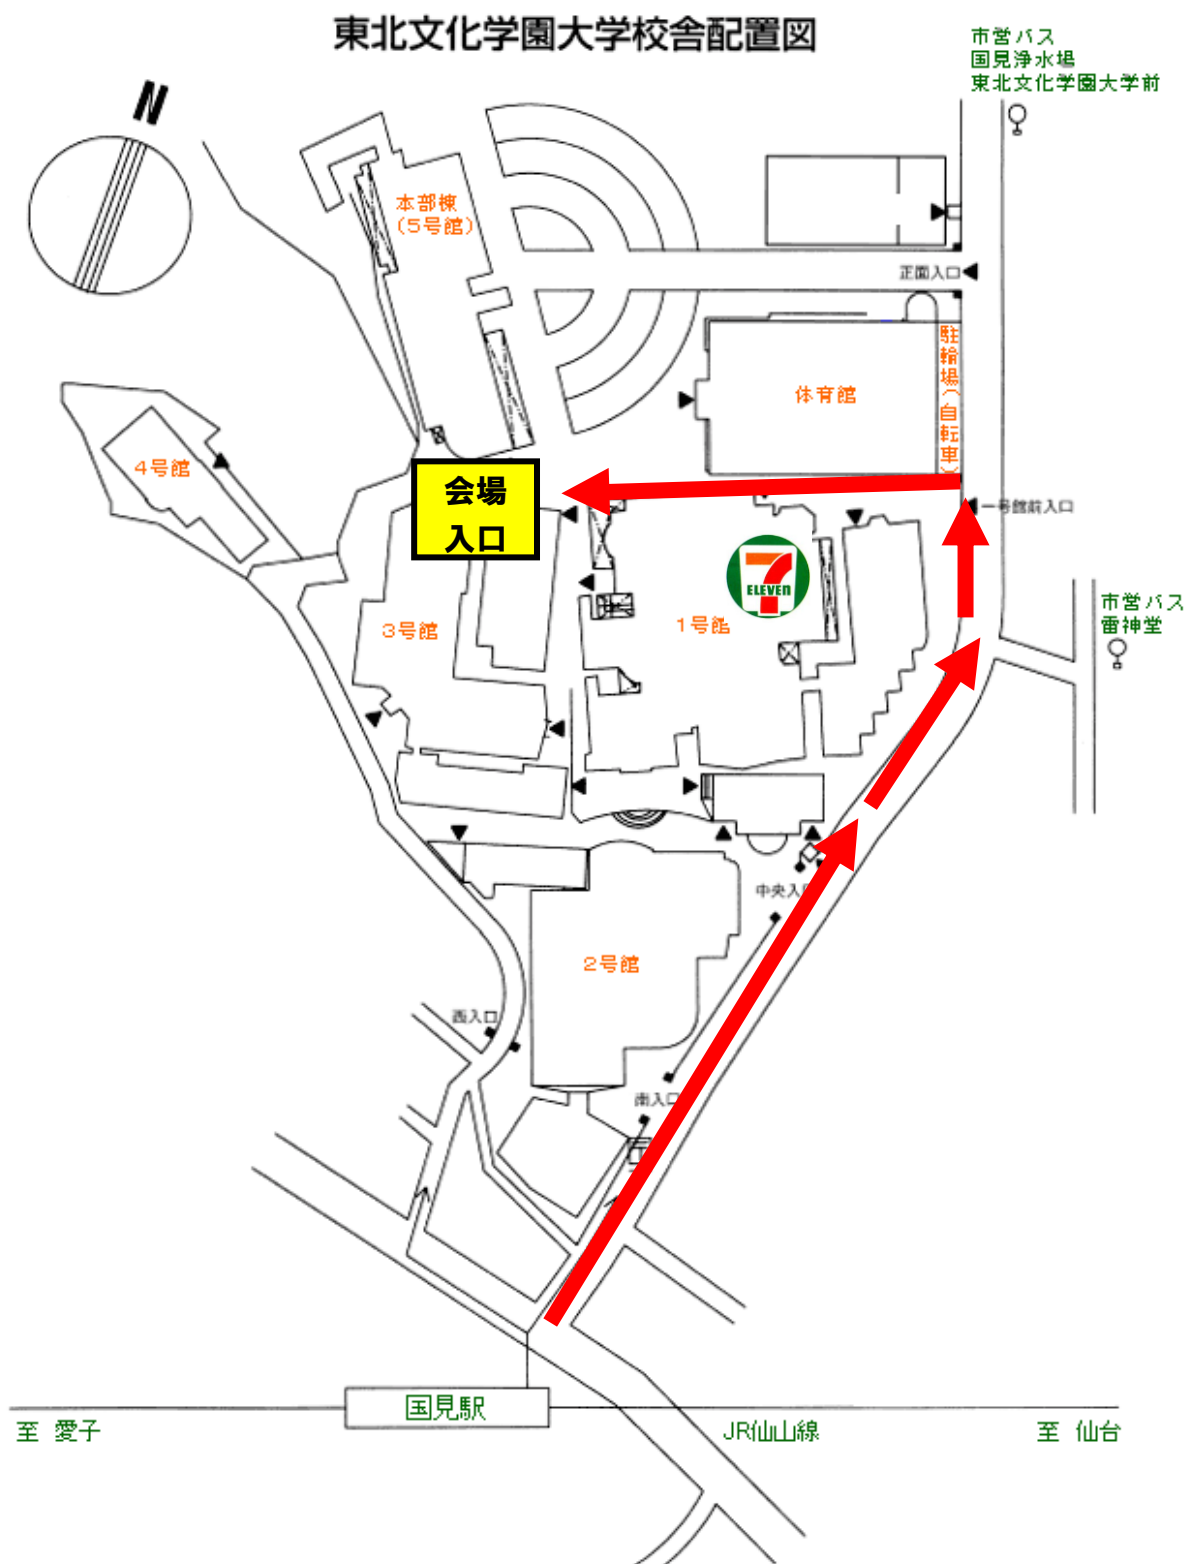 東北文化学園大学校舎配置図
市営バス
国見浄水場
東北文化学園大学前
N
本部棟
(5号館)
正面入口
駐輪場(自転車)
体育館
4号館
会場
入口
一号館前入口
7
ELEVEN
市営バス
雷神堂
3号館
1号館
中央入口
2号館
西入口
南入口
国見駅
至 愛子
JR仙山線
至 仙台